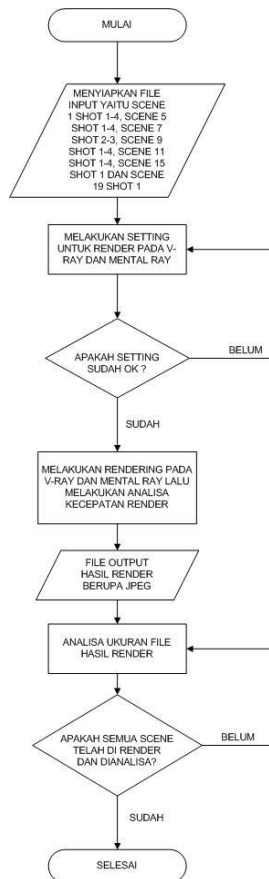 MULAI
MENYIAPKAN FILE
INPUT YAITU SCENE
1 SHOT 1-4, SCENE 5
SHOT 1-4, SCENE 7
SHOT 2-3, SCENE 9
SHOT 1-4, SCENE 11
SHOT 1-4, SCENE 15
SHOT 1 DAN SCENE
19 SHOT 1
MELAKUKAN SETTING
UNTUK RENDER PADA V-
RAY DAN MENTAL RAY
APAKAH SETTING
SUDAH OK ?
BELUM
SUDAH
MELAKUKAN RENDERING PADA
V-RAY DAN MENTAL RAY LALU
MELAKUKAN ANALISA
KECEPATAN RENDER
FILE OUTPUT
HASIL RENDER
BERUPA JPEG
ANALISA UKURAN FILE
HASIL RENDER
APAKAH SEMUA SCENE
TELAH DI RENDER
DAN DIANALISA?
BELUM
SUDAH
SELESAI